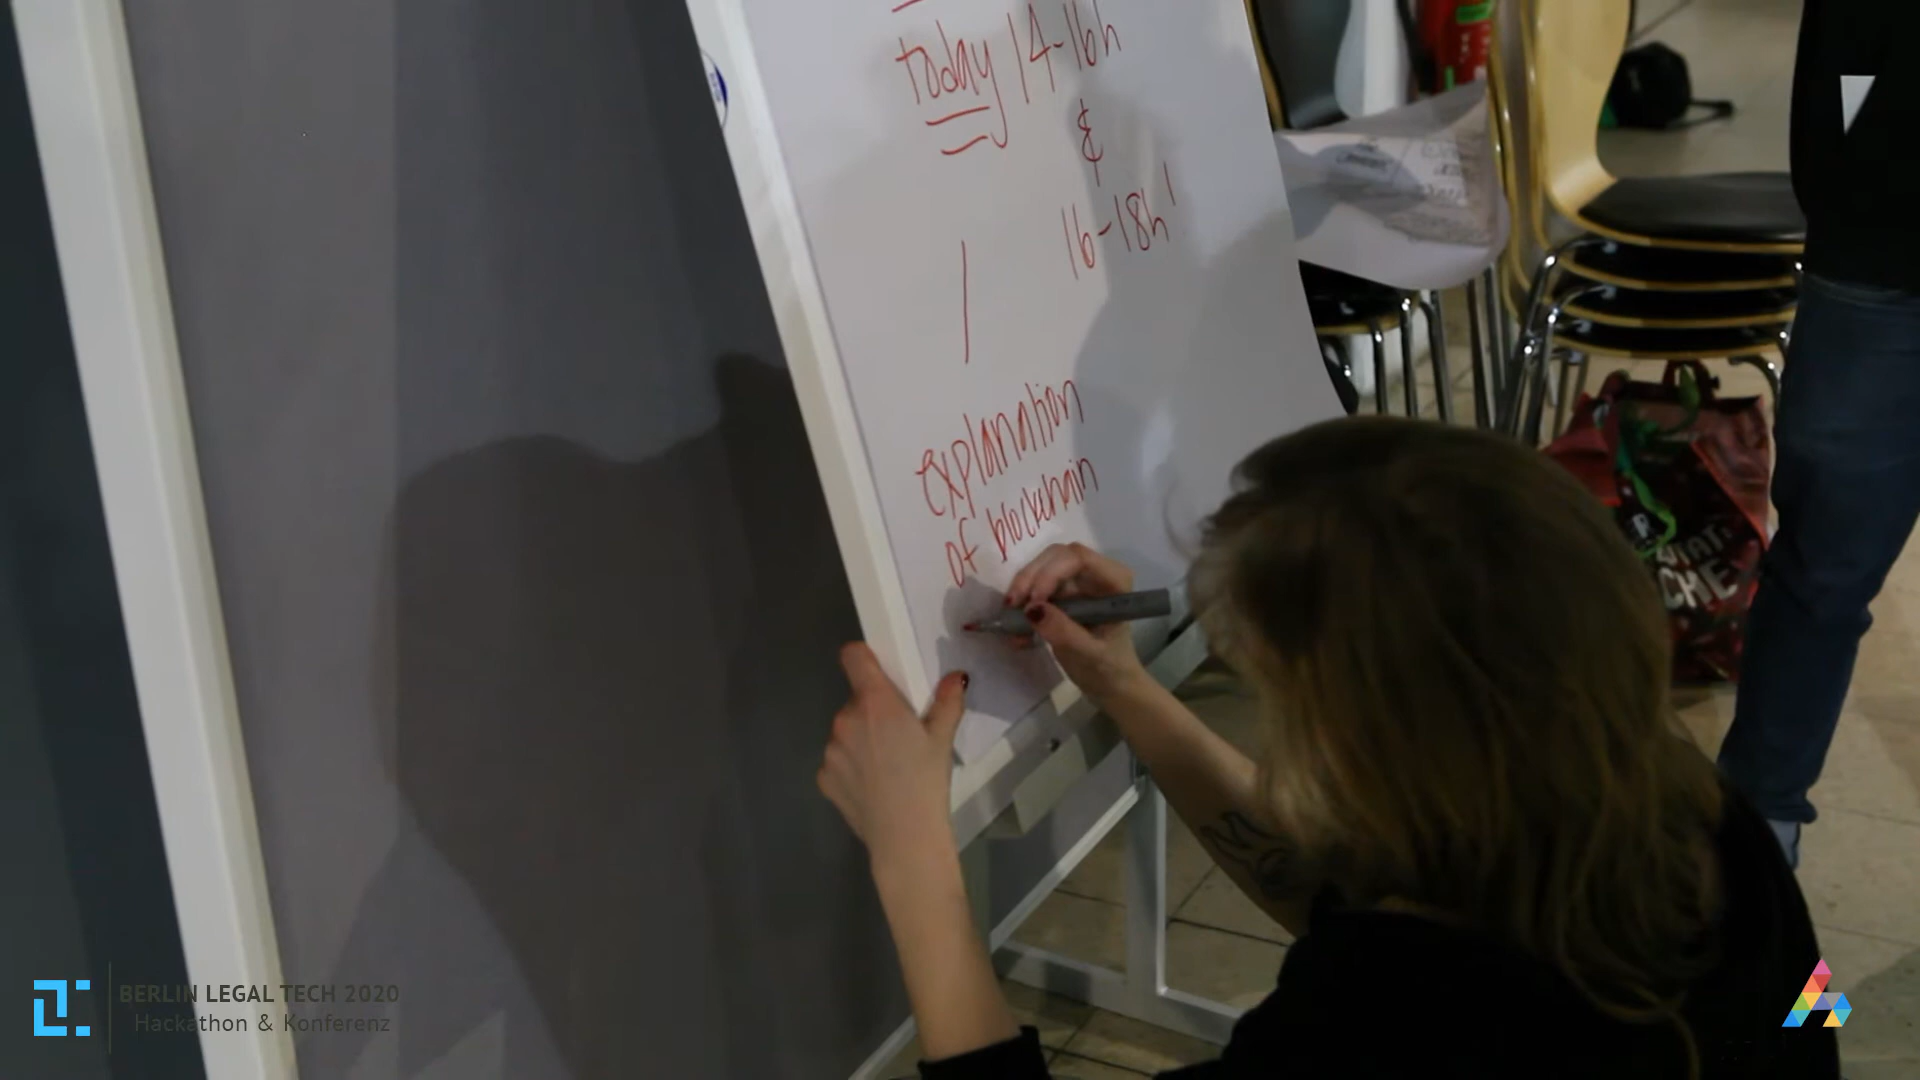 today 14-16h
&
16-18h
explanation
of blockchain
BERLIN LEGAL TECH 2020
Hackathon & Konferenz